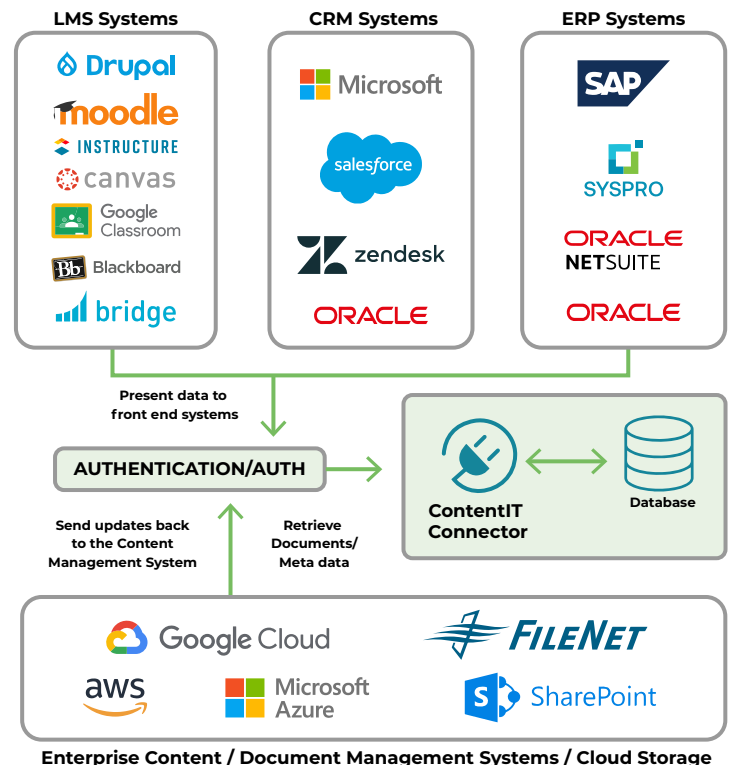 LMS Systems
CRM Systems
ERP Systems
Drupal
moodle
INSTRUCTURE
canvas
Google
Classroom
Bb Blackboard
bridge
Microsoft
salesforce
zendesk
ORACLE
SAP
SYSPRO
ORACLE
NETSUITE
ORACLE
Present data to
front end systems
AUTHENTICATION/AUTH
ContentIT
Connector
Database
Send updates back
to the Content
Management System
Retrieve
Documents/
Meta data
Google Cloud
FILENET
aws
Microsoft
Azure
S SharePoint
Enterprise Content / Document Management Systems / Cloud Storage